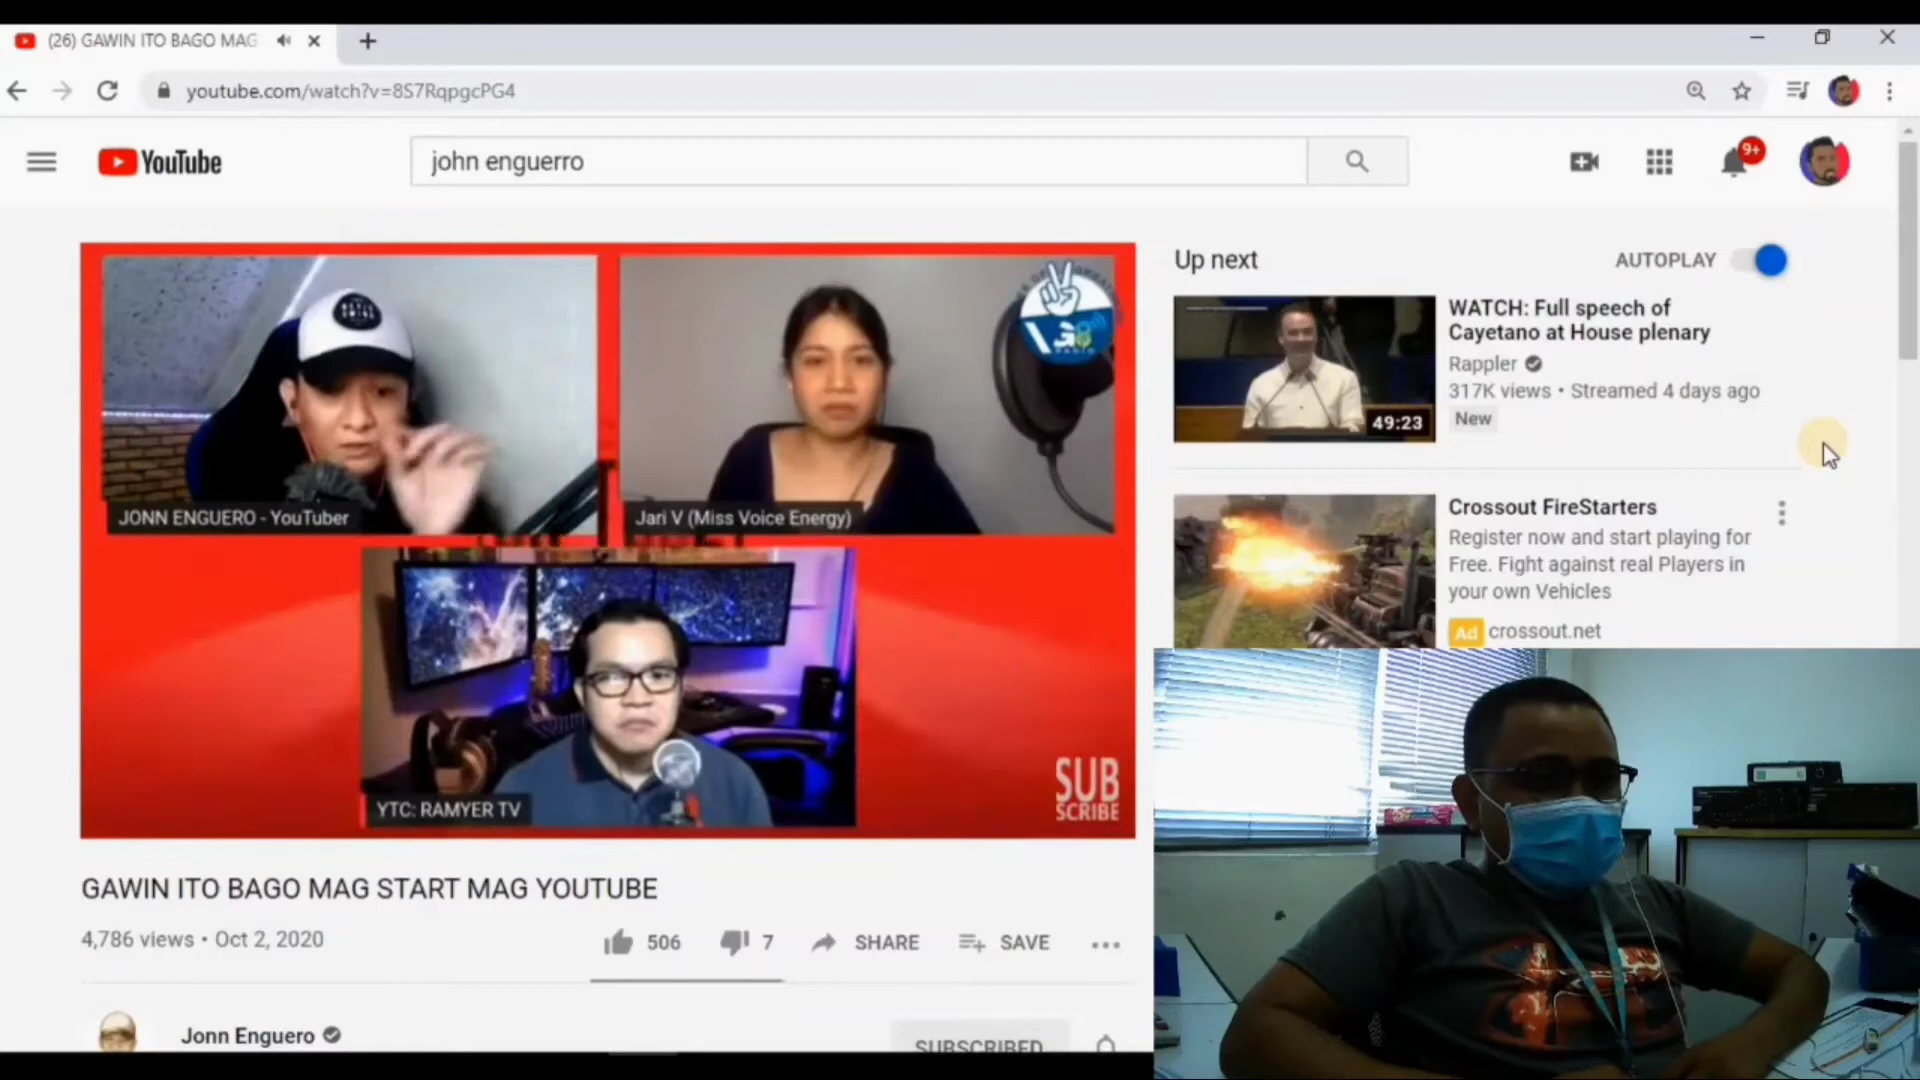 (26) GAWIN ITO BAGO MAG
youtube.com/watch?v=8S7RqpgcPG4
YouTube
john enguerro
9+
JONN ENGUERO - YouTuber
Jari V (Miss Voice Energy)
YTC: RAMYER TV
SUB
SCRIBE
GAWIN ITO BAGO MAG START MAG YOUTUBE
4,786 views • Oct 2, 2020
506
7
SHARE
SAVE
Jonn Enguero
SUBSCRIBED
Up next
AUTOPLAY
49:23
WATCH: Full speech of
Cayetano at House plenary
Rappler
317K views • Streamed 4 days ago
New
Crossout FireStarters
Register now and start playing for
Free. Fight against real Players in
your own Vehicles
Ad crossout.net